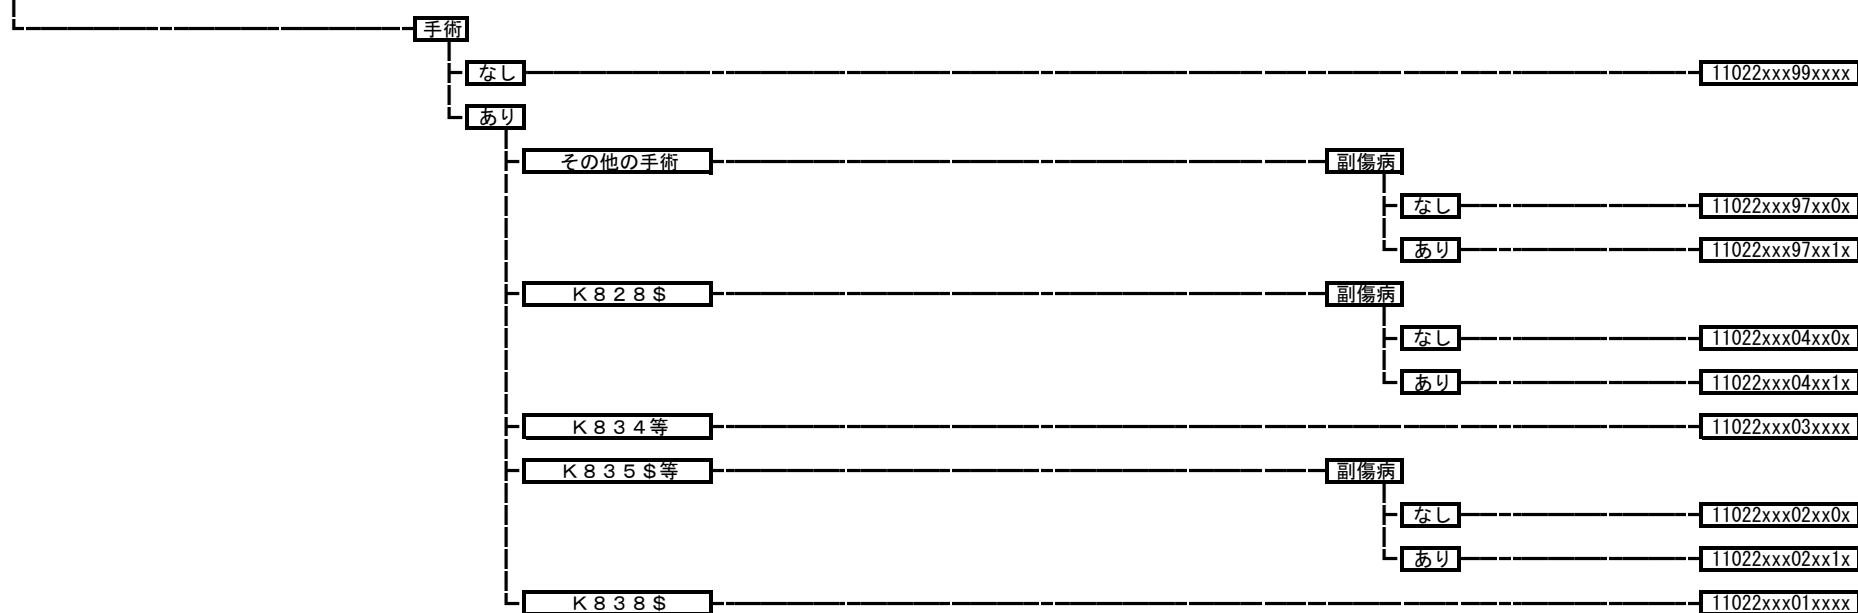 手術
なし 11022xxx99xxxx
あり
その他の手術 副傷病
なし 11022xxx97xx0x
あり 11022xxx97xx1x
K828$ 副傷病
なし 11022xxx04xx0x
あり 11022xxx04xx1x
K834等 11022xxx03xxxx
K835$等 副傷病
なし 11022xxx02xx0x
あり 11022xxx02xx1x
K838$ 11022xxx01xxxx